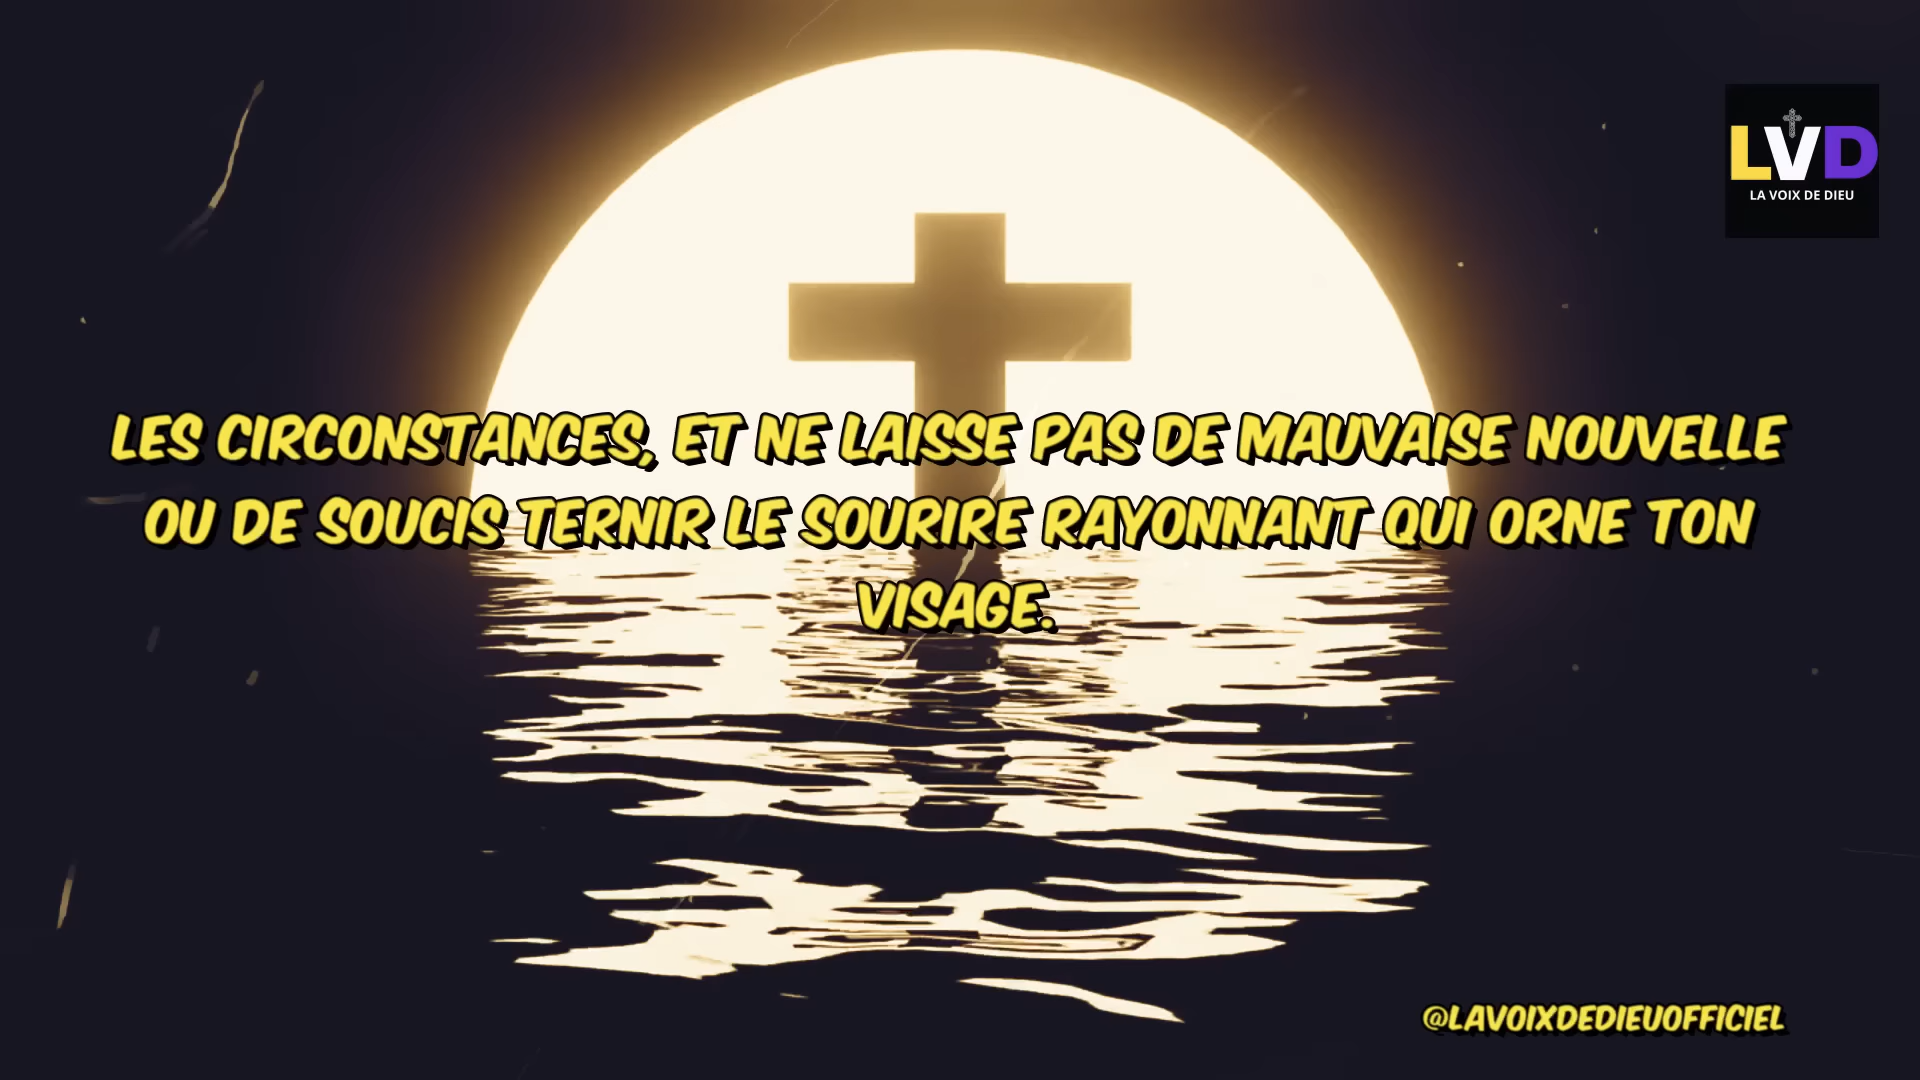 LVD
LA VOIX DE DIEU
LES CIRCONSTANCES, ET NE LAISSE PAS DE MAUVAISE NOUVELLE
OU DE SOUCIS TERNIR LE SOURIRE RAYONNANT QUI ORNE TON
VISAGE.
@LAVOIXDEDIEUOFFICIEL